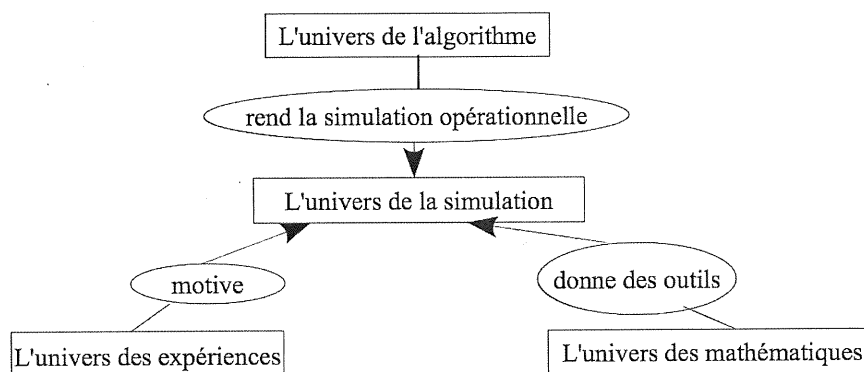 L'univers de l'algorithme
rend la simulation opérationnelle
L'univers de la simulation
motive
donne des outils
L'univers des expériences
L'univers des mathématiques